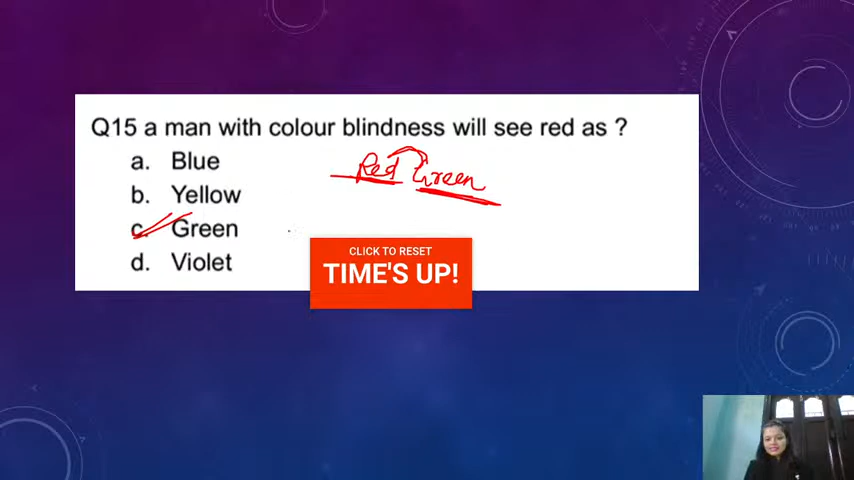 Q15 a man with colour blindness will see red as ?
a. Blue
Red Green
b. Yellow
c. Green
d. Violet
CLICK TO RESET
TIME'S UP!